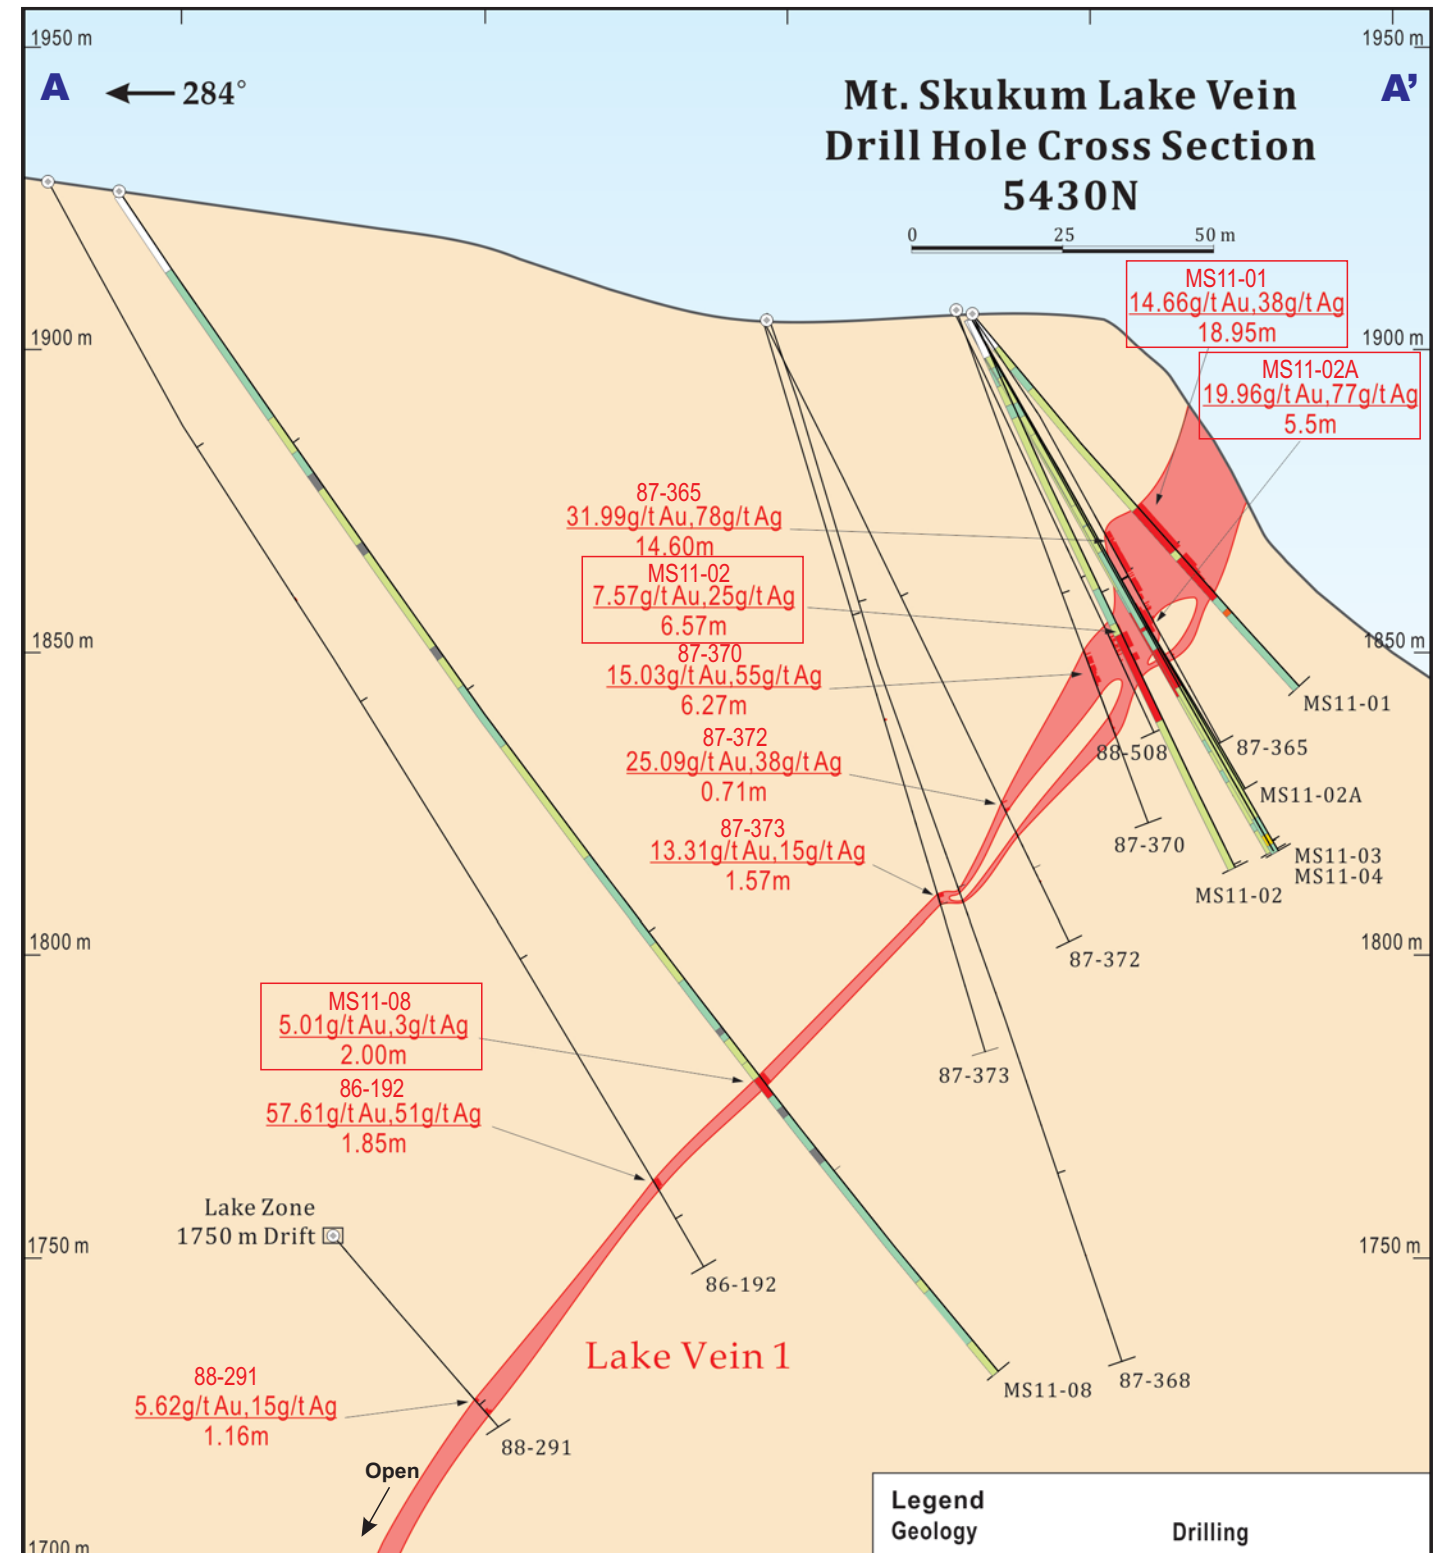 1950 m
1950 m
A
284°
A’
Mt. Skukum Lake Vein
Drill Hole Cross Section
5430N
0 25 50 m
MS11-01
14.66g/t Au,38g/t Ag
18.95m
1900 m
1900 m
MS11-02A
19.96g/t Au,77g/t Ag
5.5m
87-365
31.99g/t Au,78g/t Ag
14.60m
MS11-02
7.57g/t Au,25g/t Ag
6.57m
1850 m
1850 m
87-370
15.03g/t Au,55g/t Ag
6.27m
MS11-01
87-372
25.09g/t Au,38g/t Ag
0.71m
88-508
87-365
MS11-02A
87-373
13.31g/t Au,15g/t Ag
1.57m
87-370
MS11-03
MS11-04
MS11-02
1800 m
1800 m
87-372
MS11-08
5.01g/t Au,3g/t Ag
2.00m
87-373
86-192
57.61g/t Au,51g/t Ag
1.85m
Lake Zone
1750 m Drift
1750 m
1750 m
86-192
Lake Vein 1
88-291
5.62g/t Au,15g/t Ag
1.16m
MS11-08
87-368
88-291
Open
Legend
Geology
Drilling
1700 m